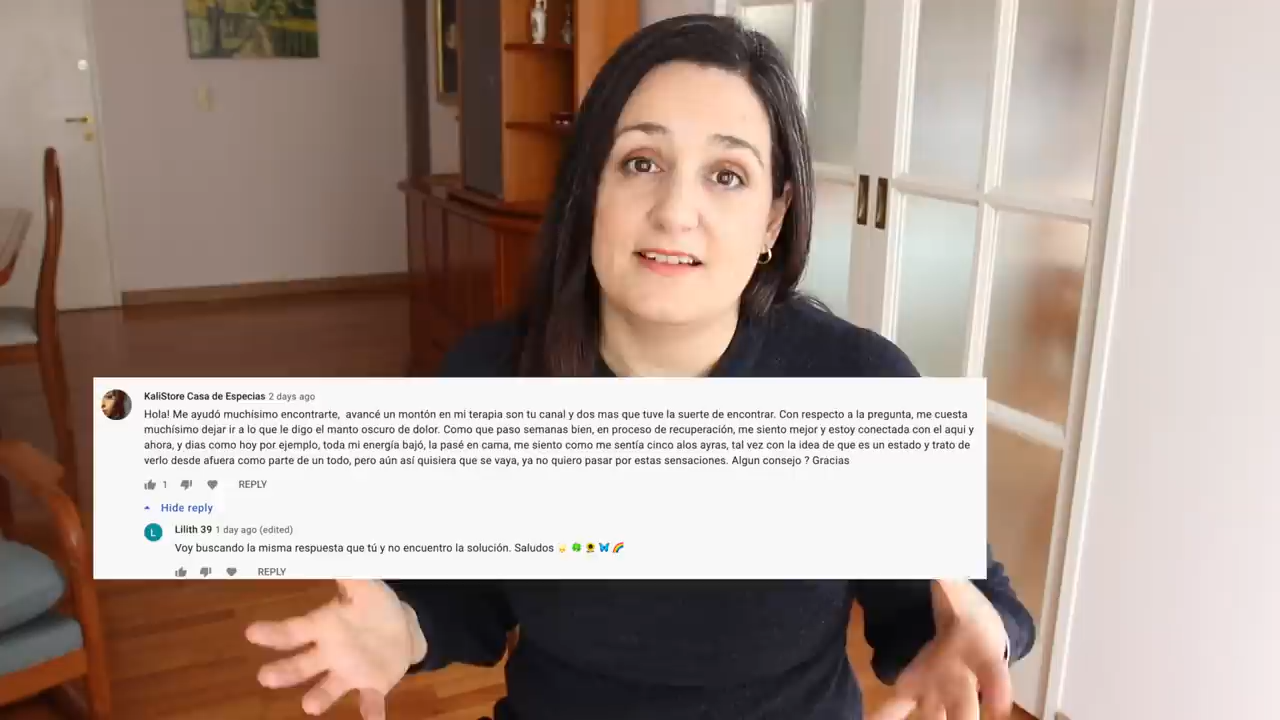 KaliStore Casa de Especias 2 days ago
Hola! Me ayudó muchísimo encontrarte, avancé un montón en mi terapia son tu canal y dos mas que tuve la suerte de encontrar. Con respecto a la pregunta, me cuesta
muchísimo dejar ir a lo que le digo el manto oscuro de dolor. Como que paso semanas bien, en proceso de recuperación, me siento mejor y estoy conectada con el aqui y
ahora, y dias como hoy por ejemplo, toda mi energía bajó, la pasé en cama, me siento como me sentía cinco alos ayras, tal vez con la idea de que es un estado y trato de
verlo desde afuera como parte de un todo, pero aún así quisiera que se vaya, ya no quiero pasar por estas sensaciones. Algun consejo ? Gracias
1 REPLY
Hide reply
L
Lilith 39 1 day ago (edited)
Voy buscando la misma respuesta que tú y no encuentro la solución. Saludos
REPLY